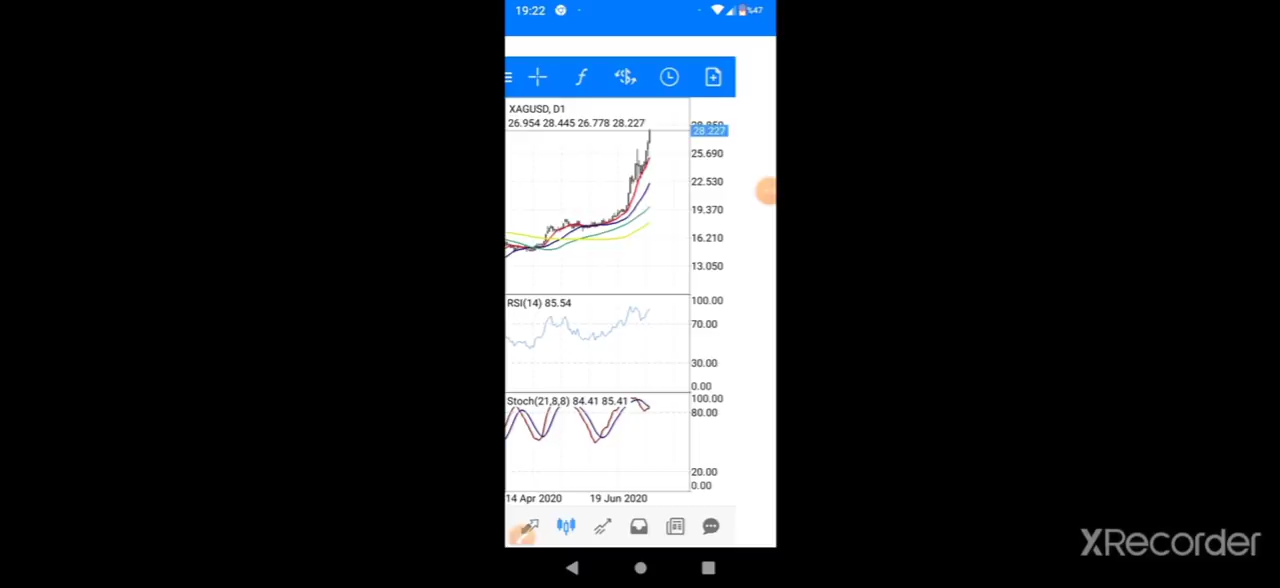 19:22
%47
XAGUSD, D1
26.954 28.445 26.778 28.227
28.227
25.690
22.530
19.370
16.210
13.050
RSI(14) 85.54
100.00
70.00
30.00
0.00
Stoch(21,8,8) 84.41 85.41
100.00
80.00
20.00
0.00
14 Apr 2020
19 Jun 2020
XRecorder